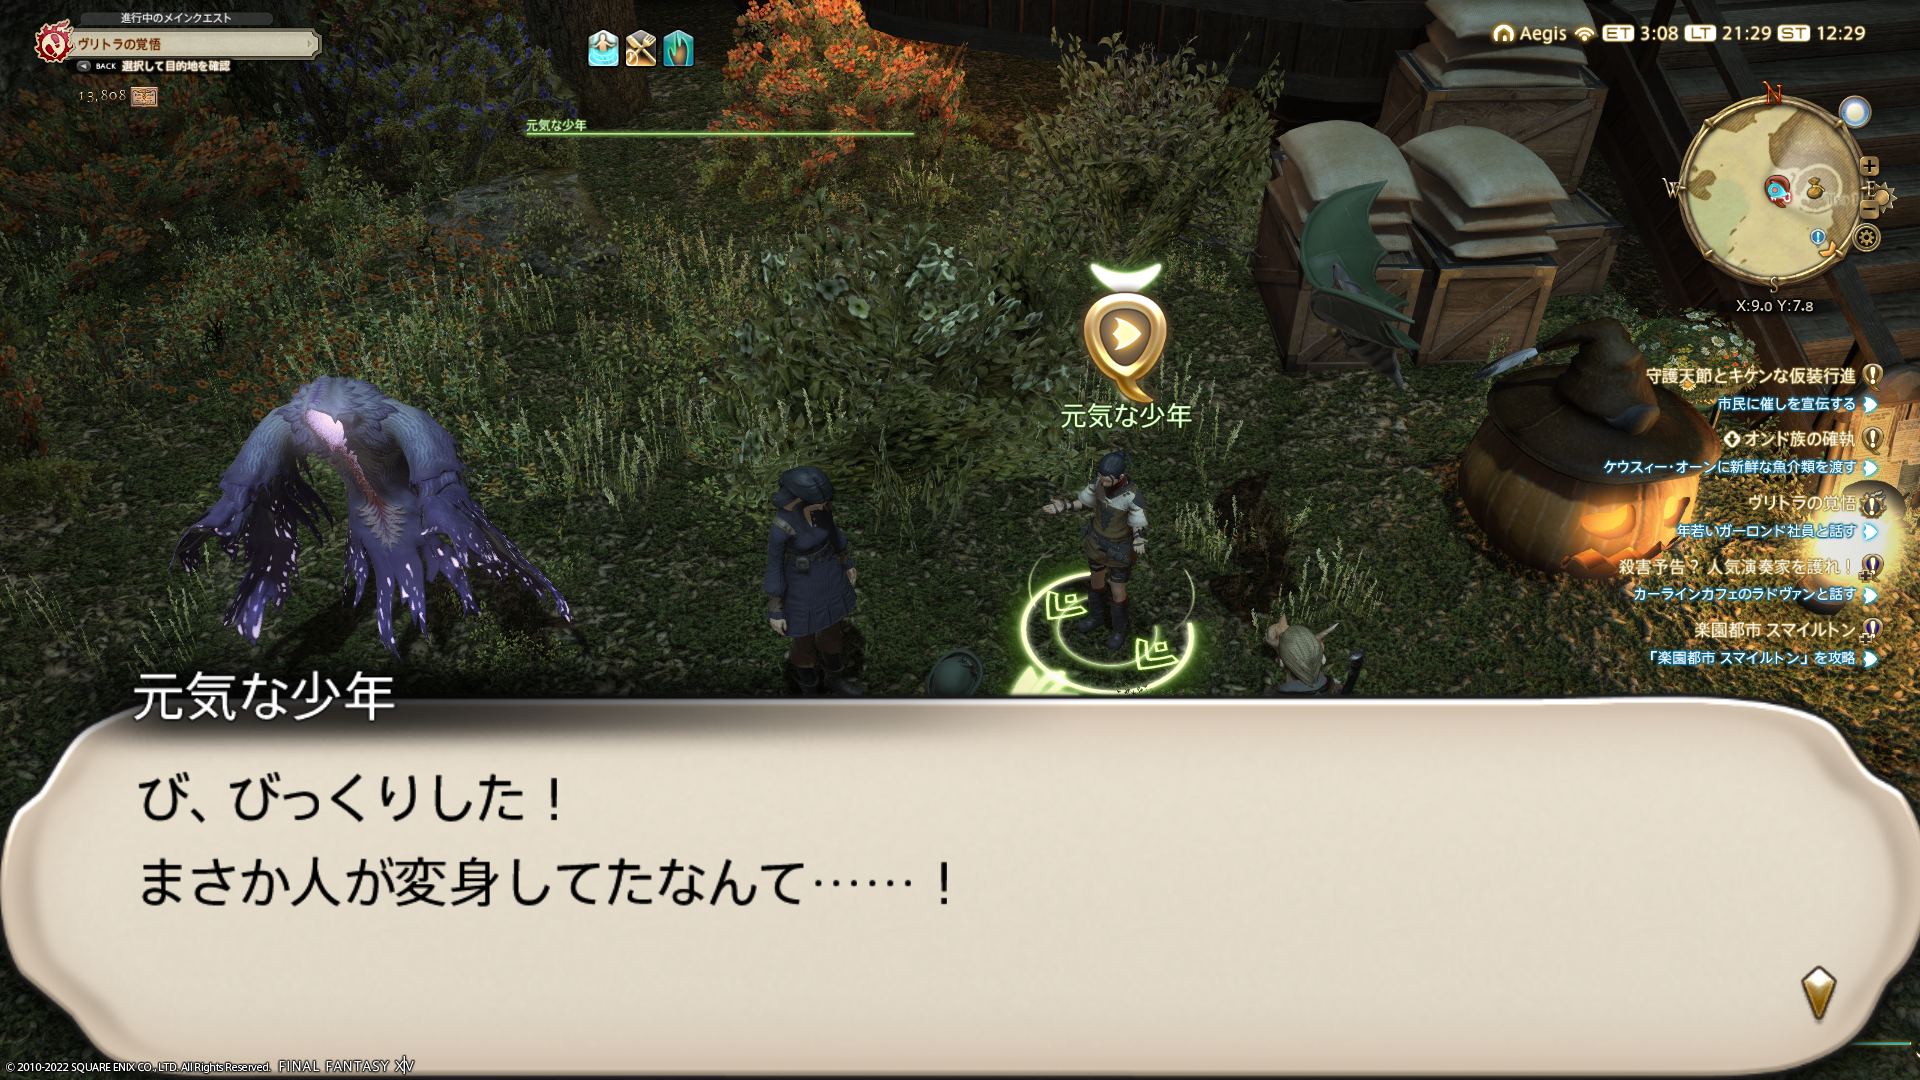 進行中のメインクエスト
ヴリトラの覚悟
BACK 選択して目的地を確認
13,808
元気な少年
Aegis ET 3:08 LT 21:29 ST 12:29
N
W
E
S
X:9.0 Y:7.8
元気な少年
守護天節とキケンな仮装行進
市民に催しを宣伝する
オンド族の確執
ケウスィー・オーンに新鮮な魚介類を渡す
ヴリトラの覚悟
年若いガーロンド社員と話す
殺害予告？ 人気演奏家を護れ！
カーラインカフェのラドヴァンと話す
楽園都市 スマイルトン
「楽園都市 スマイルトン」を攻略
元気な少年
び、びっくりした！
まさか人が変身してたなんて……！
© 2010-2022 SQUARE ENIX CO., LTD. All Rights Reserved. FINAL FANTASY XIV